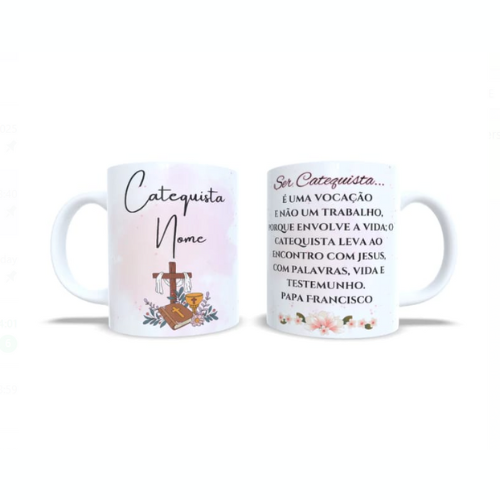 Catequista
Nome
Ser Catequista...
É UMA VOCAÇÃO
E NÃO UM TRABALHO,
PORQUE ENVOLVE A VIDA; O
CATEQUISTA LEVA AO
ENCONTRO COM JESUS,
COM PALAVRAS, VIDA E
TESTEMUNHO.
PAPA FRANCISCO